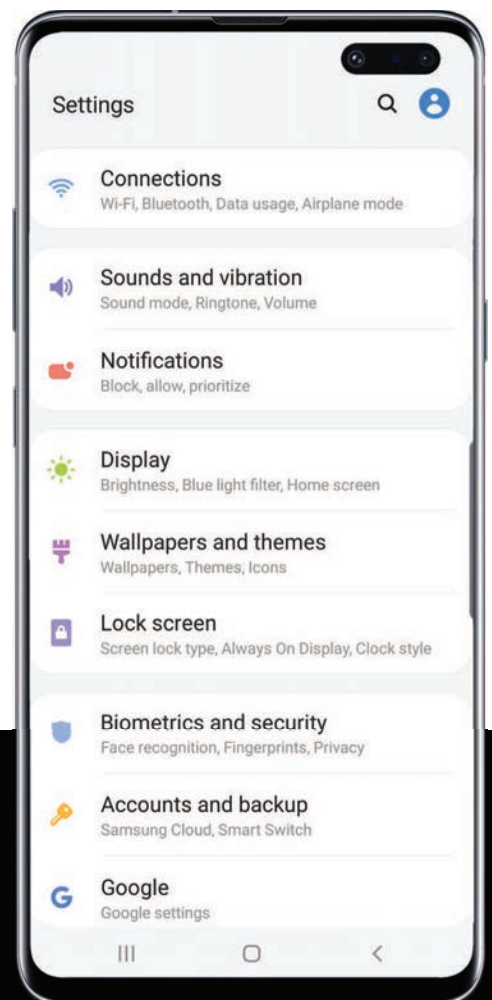 Settings
Connections
Wi-Fi, Bluetooth, Data usage, Airplane mode
Sounds and vibration
Sound mode, Ringtone, Volume
Notifications
Block, allow, prioritize
Display
Brightness, Blue light filter, Home screen
Wallpapers and themes
Wallpapers, Themes, Icons
Lock screen
Screen lock type, Always On Display, Clock style
Biometrics and security
Face recognition, Fingerprints, Privacy
Accounts and backup
Samsung Cloud, Smart Switch
Google
Google settings